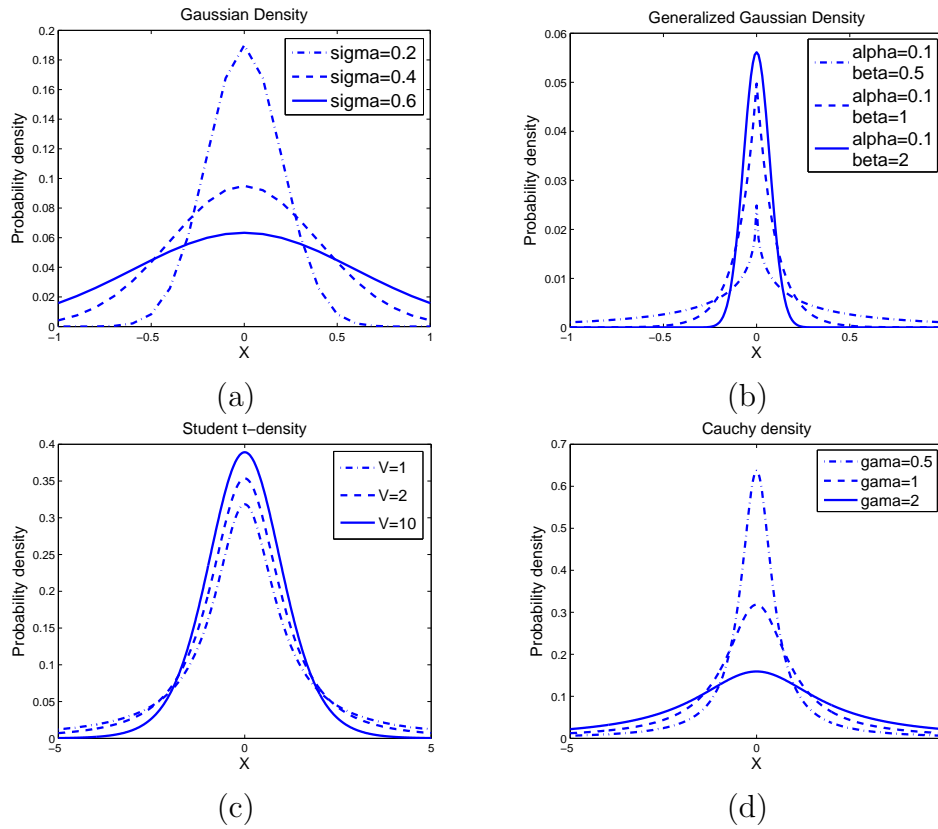 Gaussian Density
0.2
0.18
0.16
0.14
0.12
0.1
0.08
0.06
0.04
0.02
0
Probability density
sigma=0.2
sigma=0.4
sigma=0.6
−1
−0.5
0
0.5
1
X
(a)
Generalized Gaussian Density
0.06
0.05
0.04
0.03
0.02
0.01
0
Probability density
alpha=0.1
beta=0.5
alpha=0.1
beta=1
alpha=0.1
beta=2
−1
−0.5
0
0.5
X
(b)
Student t−density
0.4
0.35
0.3
0.25
0.2
0.15
0.1
0.05
0
Probability density
V=1
V=2
V=10
−5
0
5
X
(c)
Cauchy density
0.7
0.6
0.5
0.4
0.3
0.2
0.1
0
Probability density
gama=0.5
gama=1
gama=2
−5
0
X
(d)